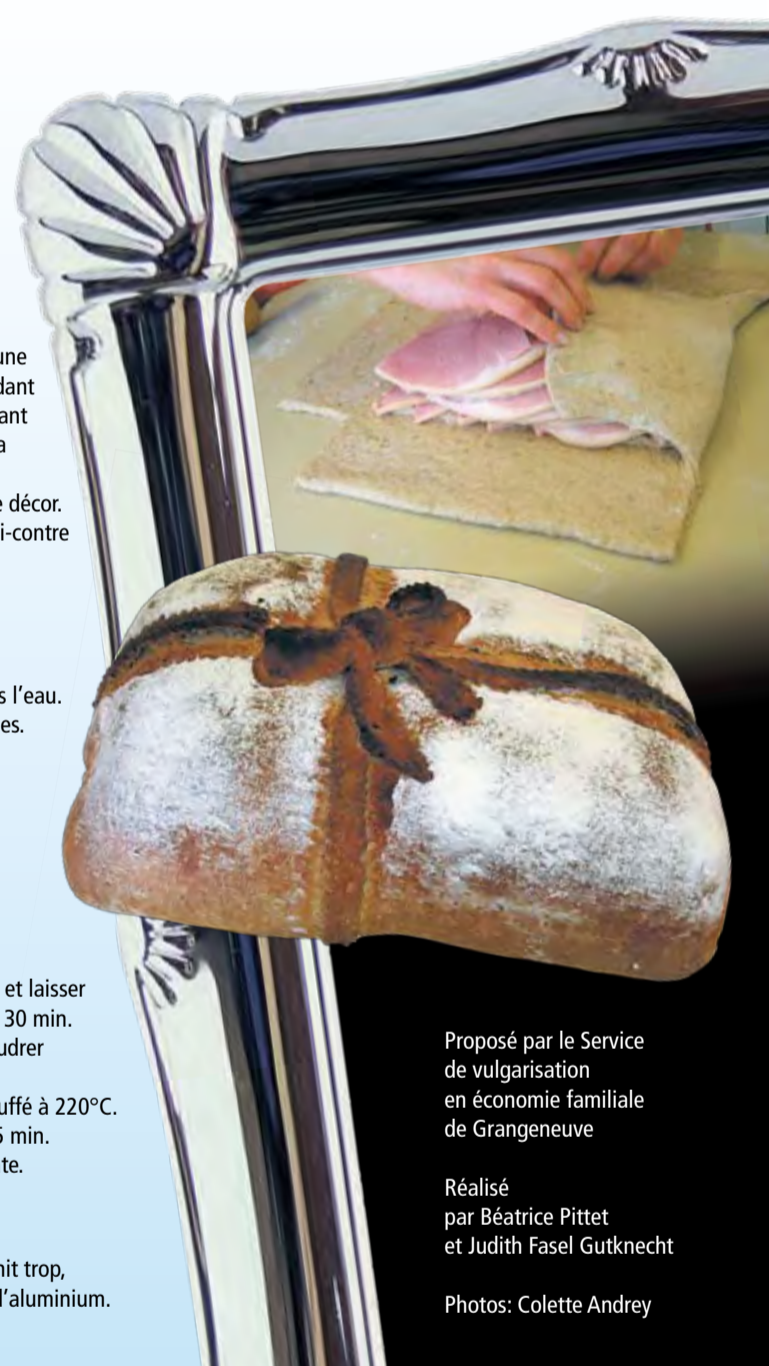 une
dant
ant
a
décor.
i-contre
l’eau.
es.
et laisser
30 min.
udrer
uffé à 220°C.
min.
te.
it trop,
l’aluminium.
Proposé par le Service
de vulgarisation
en économie familiale
de Grangeneuve
Réalisé
par Béatrice Pittet
et Judith Fasel Gutknecht
Photos: Colette Andrey